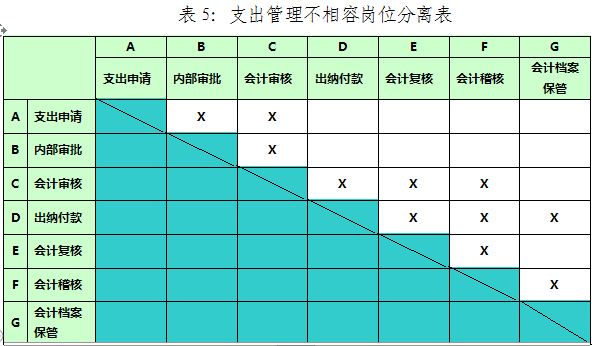 表 5：支出管理不相容岗位分离表
A B C D E F G
支出申请 内部审批 会计审核 出纳付款 会计复核 会计稽核 会计档案
保管
A 支出申请 X X
B 内部审批 X
C 会计审核 X X X
D 出纳付款 X X X
E 会计复核 X
F 会计稽核 X
G 会计档案
保管